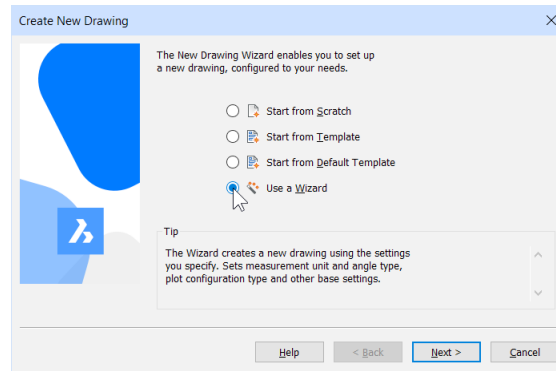 Create New Drawing
The New Drawing Wizard enables you to set up
a new drawing, configured to your needs.
Start from Scratch
Start from Template
Start from Default Template
Use a Wizard
Tip
The Wizard creates a new drawing using the settings
you specify. Sets measurement unit and angle type,
plot configuration type and other base settings.
Help
< Back
Next >
Cancel